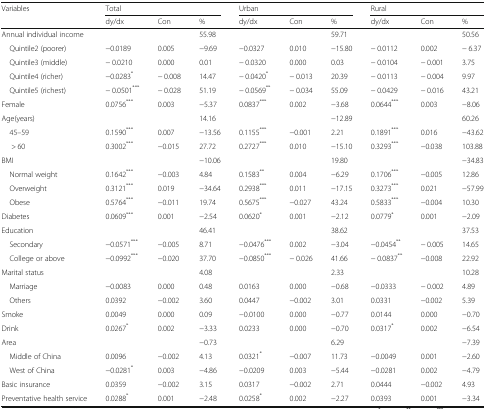 Variables Total Urban Rural
dy/dx Con % dy/dx Con % dy/dx Con %
Annual individual income 55.98 59.71 50.56
Quintile2 (poorer) −0.0189 0.005 −9.69 −0.0327 0.010 −15.80 − 0.0112 0.002 − 6.37
Quintile3 (middle) − 0.0210 0.000 0.01 − 0.0320 0.000 0.03 − 0.0104 − 0.001 3.75
Quintile4 (richer) −0.0283* − 0.008 14.47 − 0.0420* − 0.013 20.39 − 0.0113 − 0.004 9.97
Quintile5 (richest) − 0.0501*** − 0.028 51.19 − 0.0569** − 0.034 55.09 − 0.0429 − 0.016 43.21
Female 0.0756*** 0.003 −5.37 0.0837*** 0.002 −3.68 0.0644*** 0.003 −8.06
Age(years) 14.16 −12.89 60.26
45–59 0.1590*** 0.007 −13.56 0.1155*** −0.001 2.21 0.1891*** 0.016 −43.62
> 60 0.3002*** −0.015 27.72 0.2727*** 0.010 −15.10 0.3293*** −0.038 103.88
BMI −10.06 19.80 −34.83
Normal weight 0.1642*** −0.003 4.84 0.1583** 0.004 −6.29 0.1706*** −0.005 12.86
Overweight 0.3121*** 0.019 −34.64 0.2938*** 0.011 −17.15 0.3273*** 0.021 −57.99
Obese 0.5764*** −0.011 19.74 0.5675*** −0.027 43.24 0.5833*** −0.004 10.30
Diabetes 0.0609*** 0.001 −2.54 0.0620* 0.001 −2.12 0.0779* 0.001 −2.09
Education 46.41 38.62 37.53
Secondary −0.0571*** −0.005 8.71 −0.0476*** 0.002 −3.04 −0.0454** − 0.005 14.65
College or above −0.0992*** −0.020 37.70 −0.0850*** − 0.026 41.66 − 0.0837** −0.008 22.92
Marital status 4.08 2.33 10.28
Marriage −0.0083 0.000 0.48 0.0163 0.000 −0.68 −0.0333 − 0.002 4.89
Others 0.0392 −0.002 3.60 0.0447 −0.002 3.01 0.0331 −0.002 5.39
Smoke 0.0049 0.000 0.09 −0.0100 0.000 −0.77 0.0144 0.000 −0.70
Drink 0.0267* 0.002 −3.33 0.0233 0.000 −0.70 0.0317* 0.002 −6.54
Area −0.73 6.29 −7.39
Middle of China 0.0096 −0.002 4.13 0.0321* −0.007 11.73 −0.0049 0.001 −2.60
West of China −0.0281* 0.003 −4.86 −0.0209 0.003 −5.44 −0.0281 0.002 −4.79
Basic insurance 0.0359 −0.002 3.15 0.0317 −0.002 2.71 0.0444 −0.002 4.93
Preventative health service 0.0288* 0.001 −2.48 0.0258* 0.002 −2.27 0.0393 0.001 −3.34